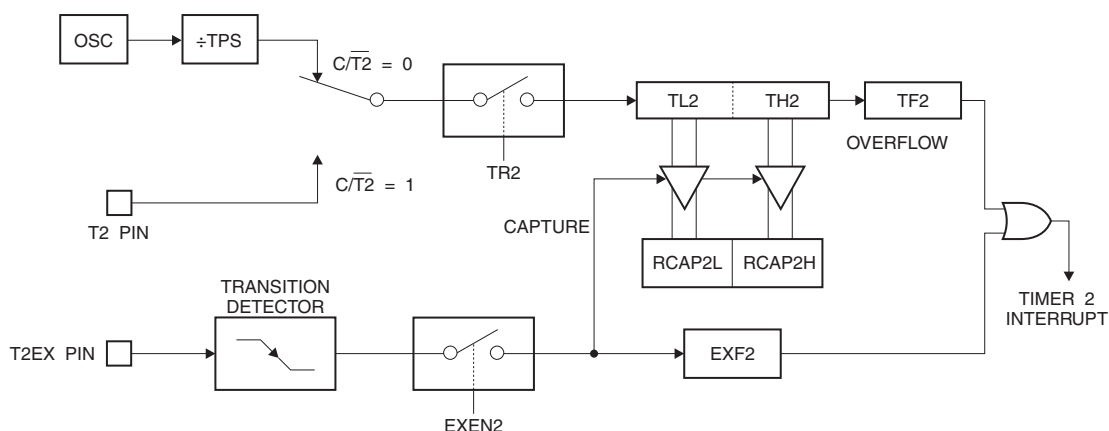 OSC
÷TPS
C/T2̅ = 0
TL2
TH2
TF2
OVERFLOW
TR2
C/T2̅ = 1
T2 PIN
CAPTURE
RCAP2L
RCAP2H
TRANSITION
DETECTOR
TIMER 2
INTERRUPT
T2EX PIN
EXF2
EXEN2